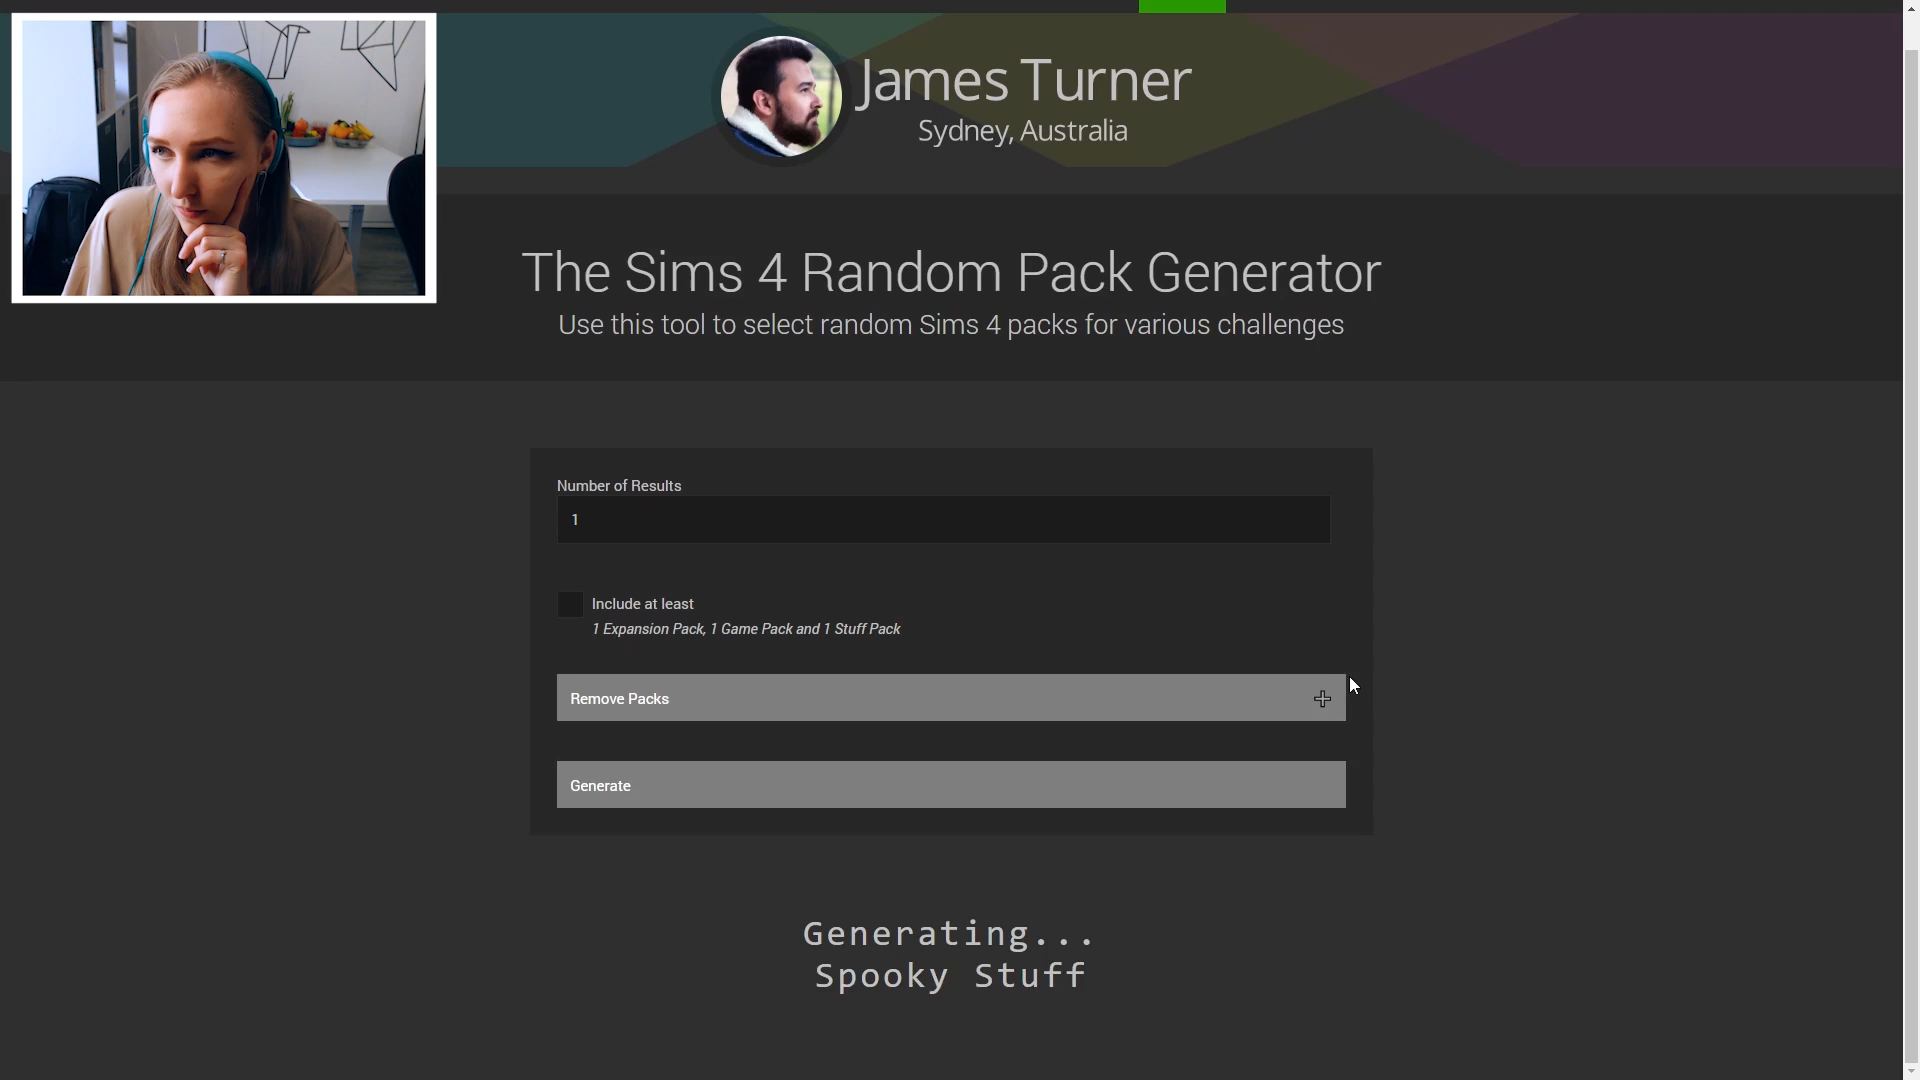 James Turner
Sydney, Australia
The Sims 4 Random Pack Generator
Use this tool to select random Sims 4 packs for various challenges
Number of Results
1
Include at least
1 Expansion Pack, 1 Game Pack and 1 Stuff Pack
Remove Packs
Generate
Generating...
Spooky Stuff